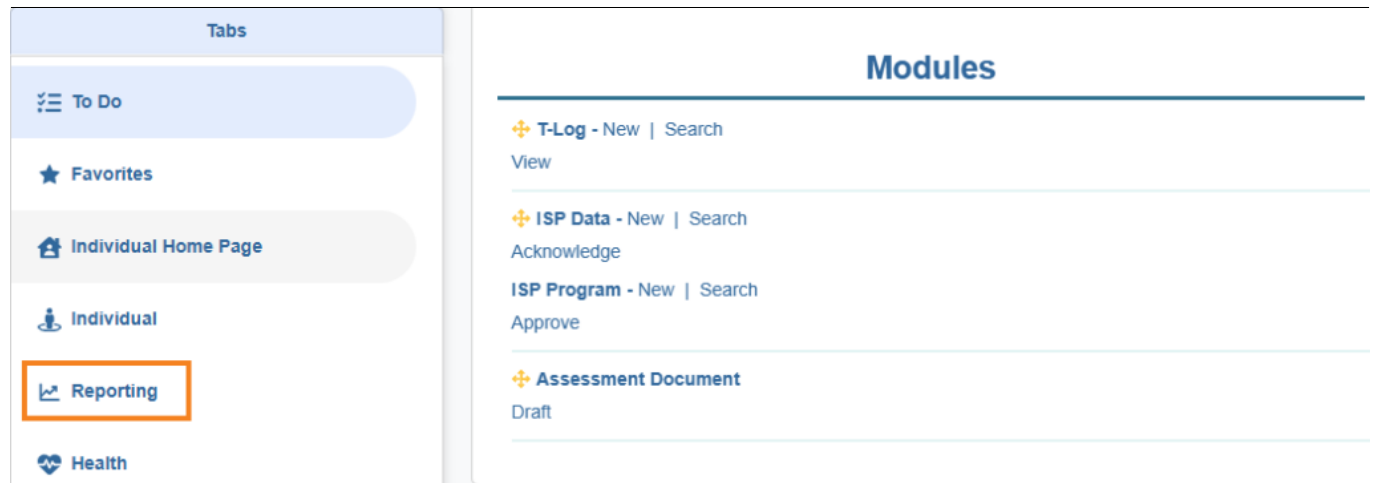 Tabs
To Do
Favorites
Individual Home Page
Individual
Reporting
Health
Modules
T-Log - New | Search
View
ISP Data - New | Search
Acknowledge
ISP Program - New | Search
Approve
Assessment Document
Draft